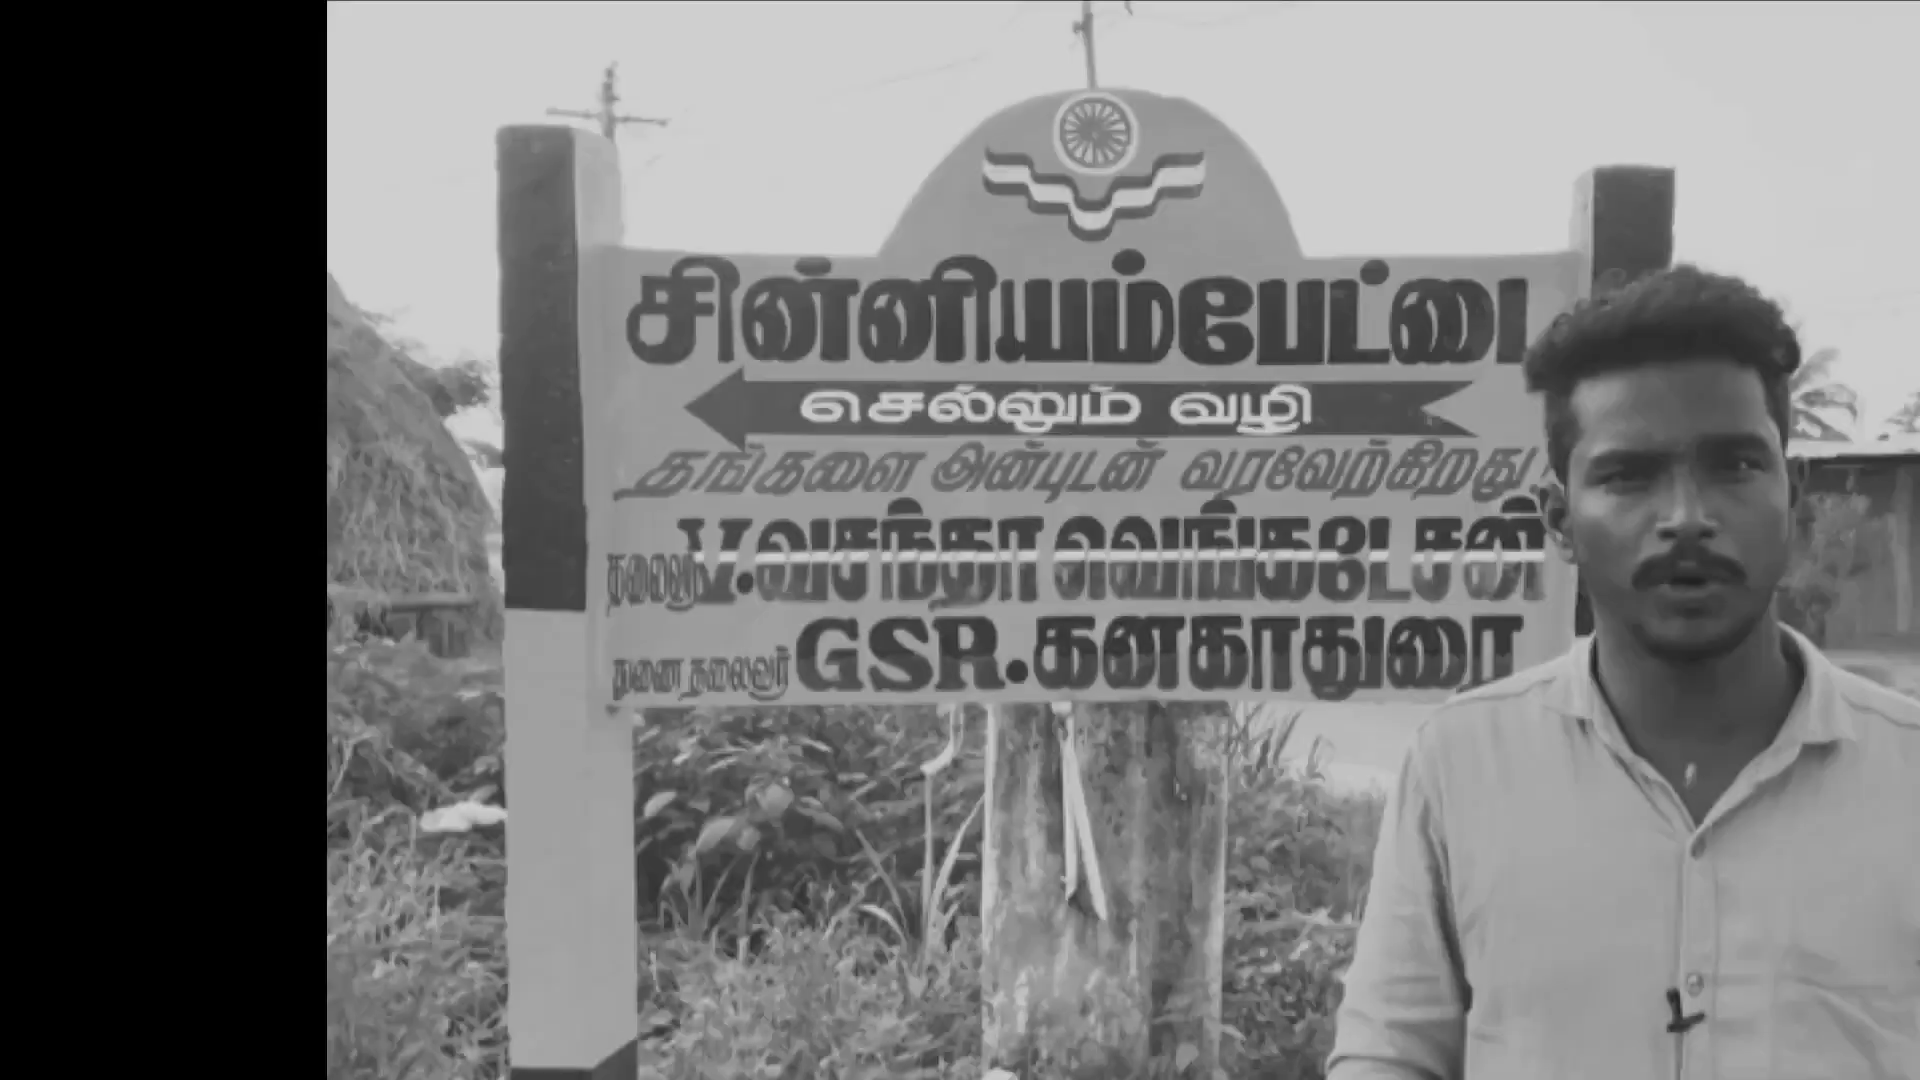 சின்னியம்பேட்டை
செல்லும் வழி
தங்களை அன்புடன் வரவேற்கிறது
தலைவர் V.வசந்தா வெங்கடேசன்
துணை தலைவர் GSR.கனகாதுரை